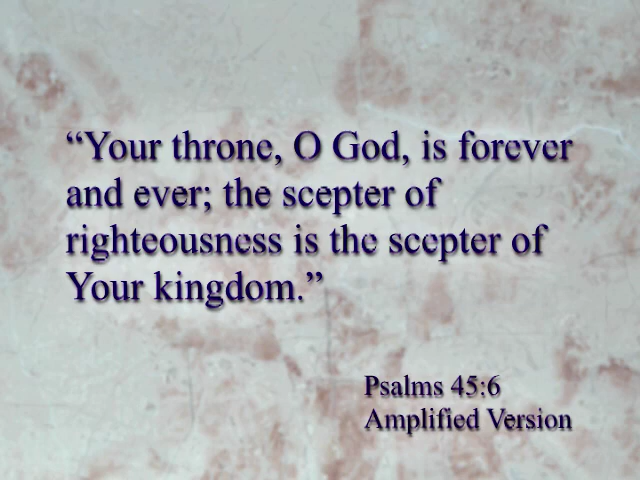 “Your throne, O God, is forever
and ever; the scepter of
righteousness is the scepter of
Your kingdom.”
Psalms 45:6
Amplified Version